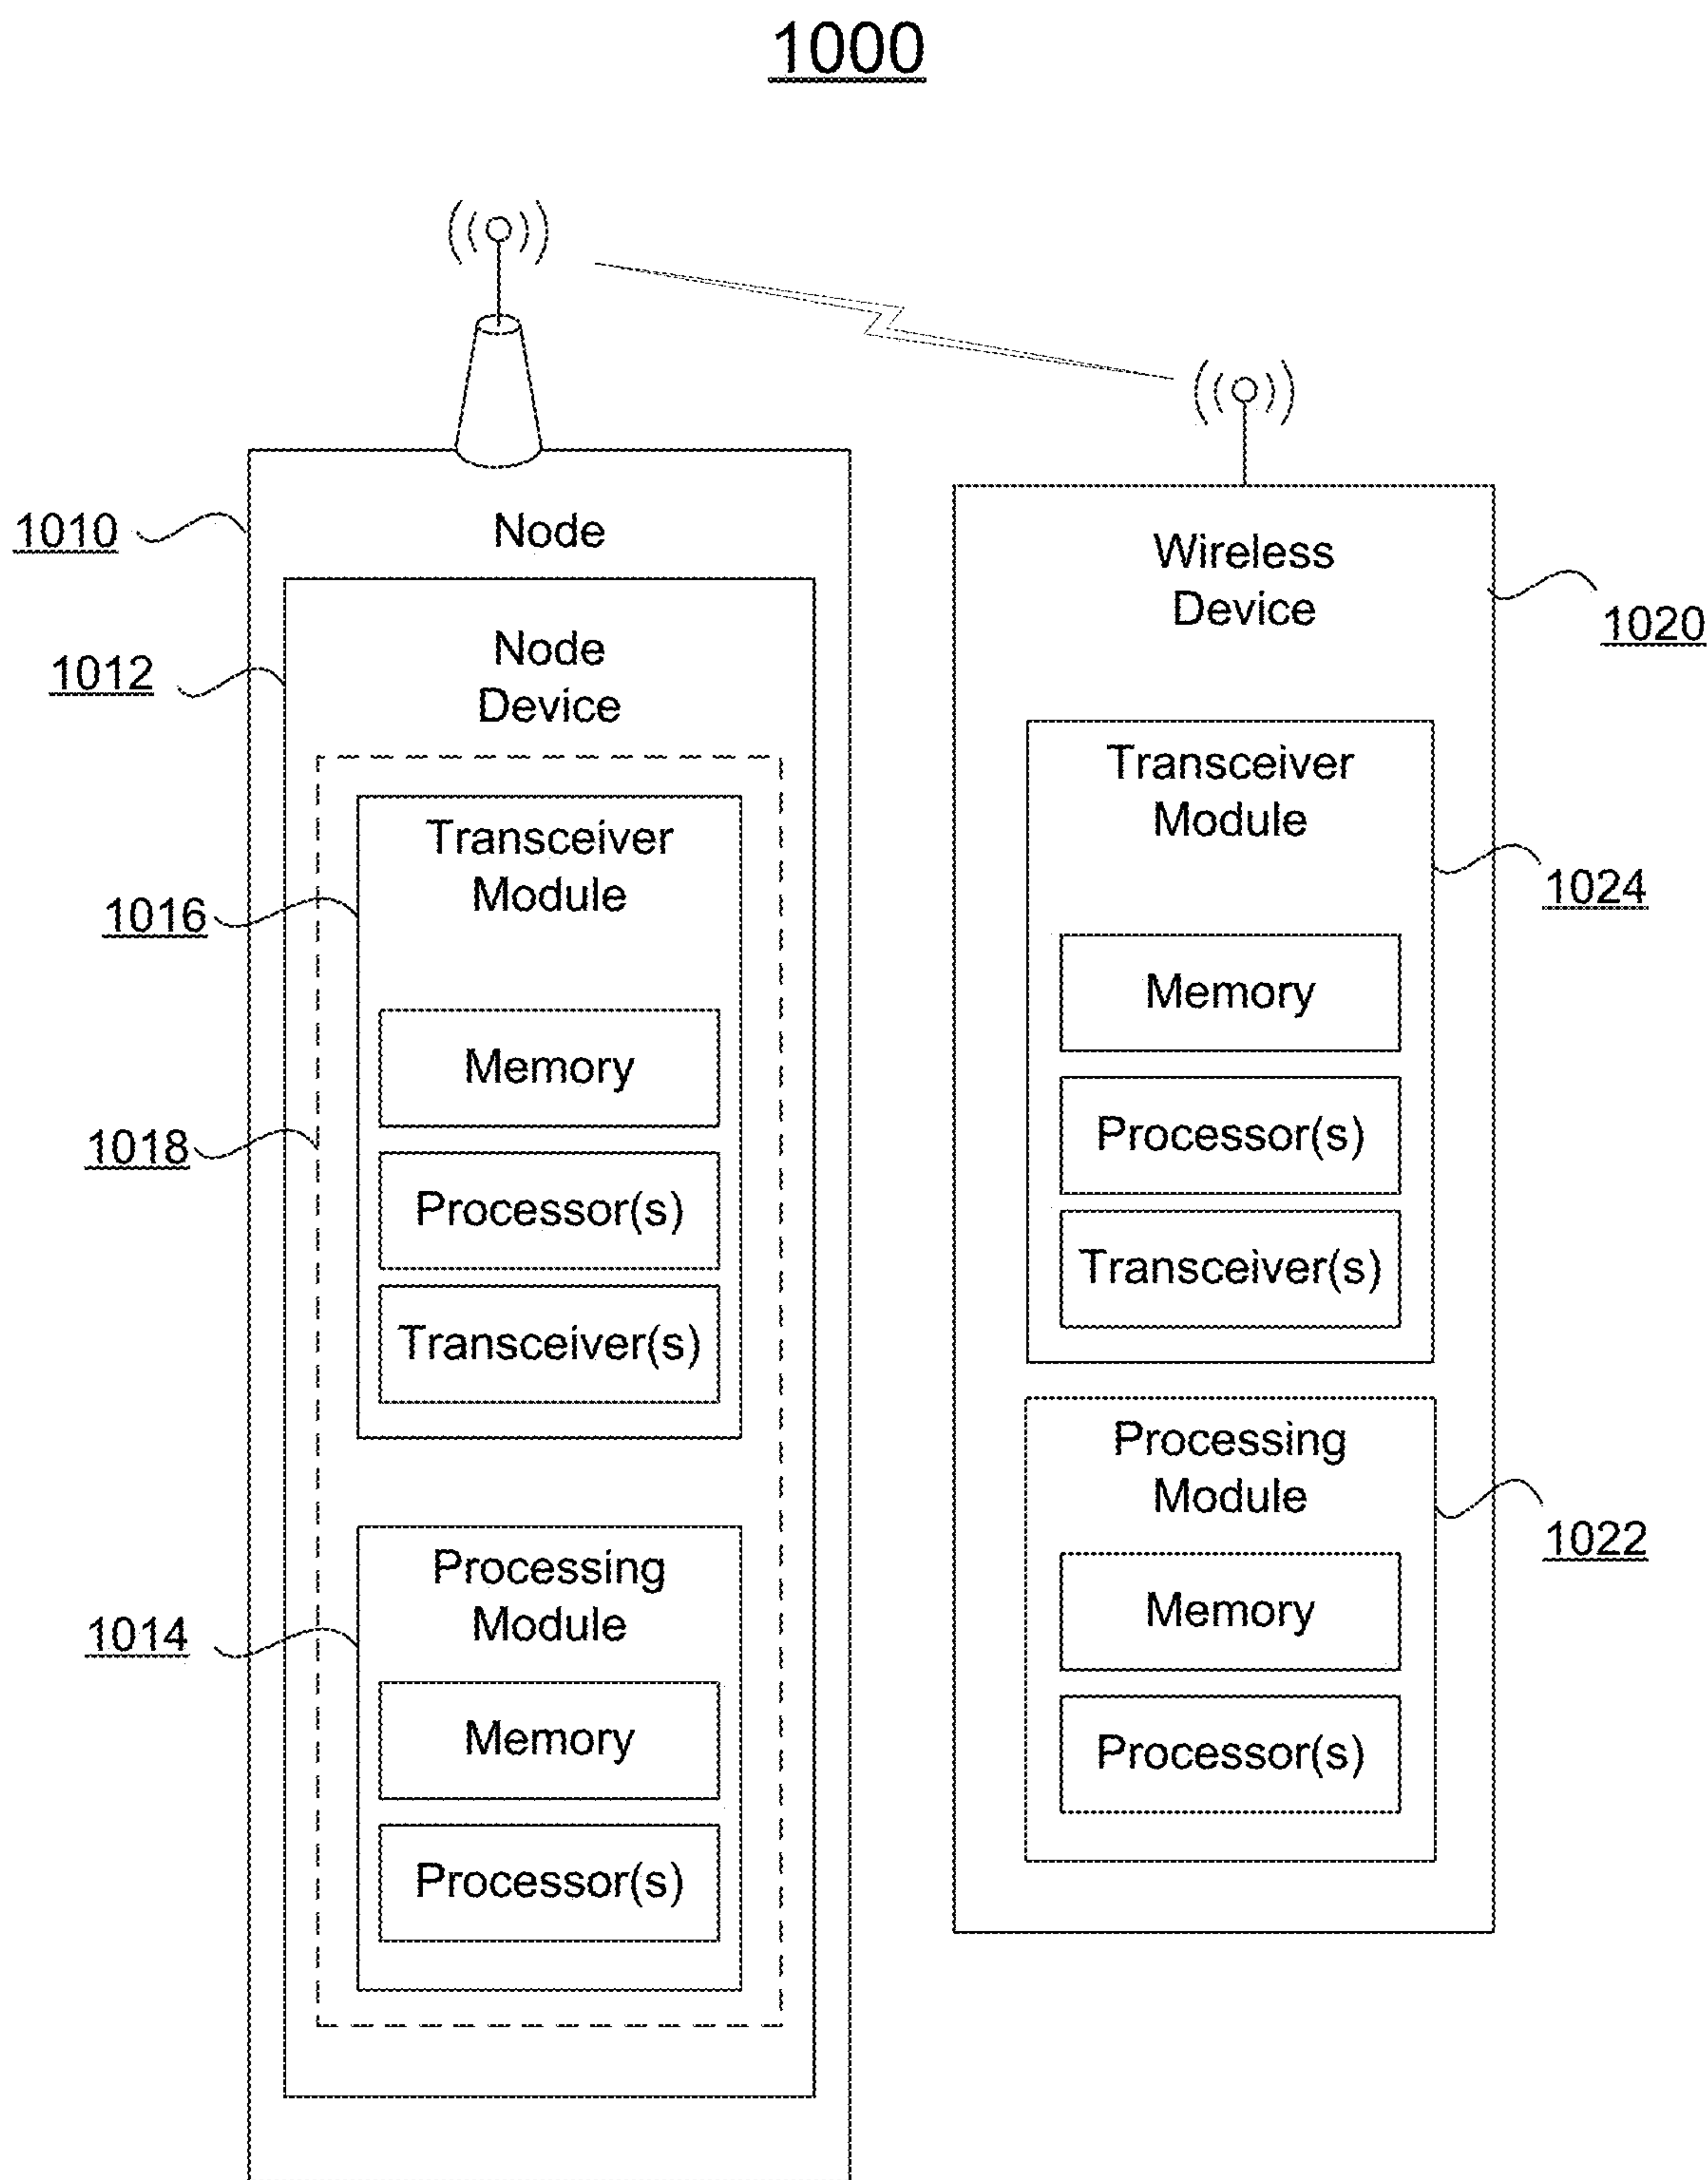 1000
1010
Node
1012
Node
Device
1016
Transceiver
Module
Memory
1018
Processor(s)
Transceiver(s)
1014
Processing
Module
Memory
Processor(s)
Wireless
Device
1020
Transceiver
Module
1024
Memory
Processor(s)
Transceiver(s)
Processing
Module
1022
Memory
Processor(s)